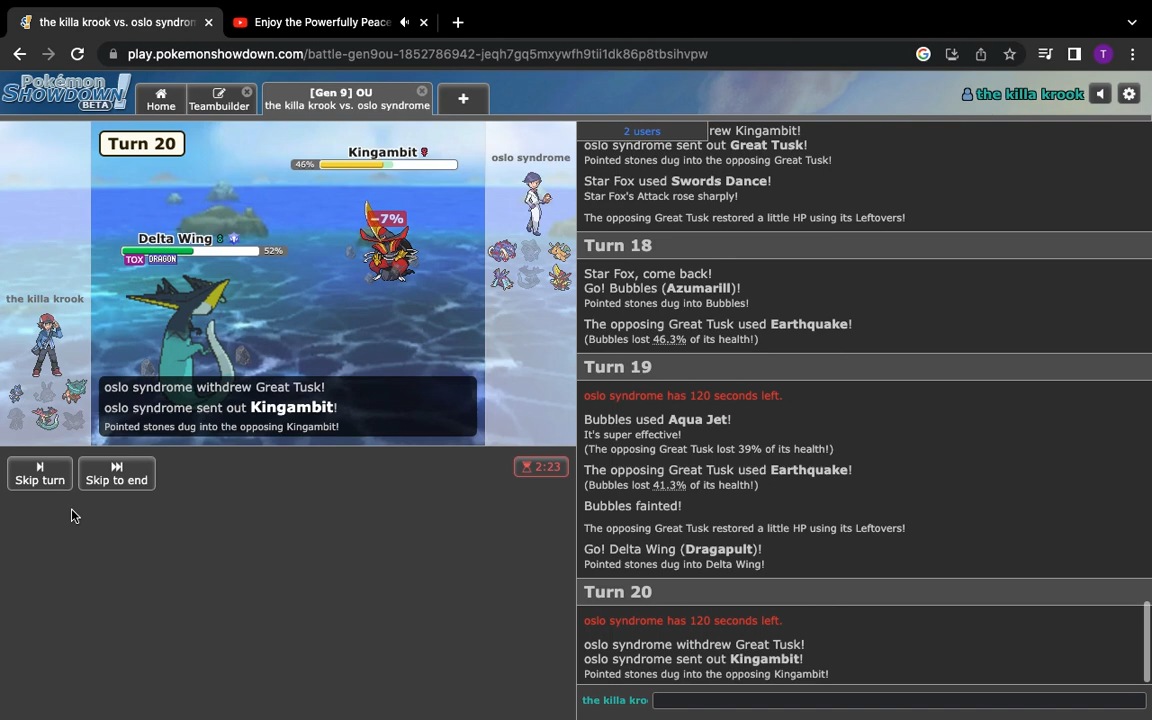 the killa krook vs. oslo syndrom
Enjoy the Powerfully Peace
play.pokemonshowdown.com/battle-gen9ou-1852786942-jeqh7gq5mxywfh9tii1dk86p8tbsihvpw
T
Pokémon
SHOWDOWN!
BETA
Home
Teambuilder
[Gen 9] OU
the killa krook vs. oslo syndrome
the killa krook
Turn 20
Kingambit
46%
oslo syndrome
-7%
Delta Wing
52%
TOX DRAGON
the killa krook
oslo syndrome withdrew Great Tusk!
oslo syndrome sent out Kingambit!
Pointed stones dug into the opposing Kingambit!
Skip turn
Skip to end
2:23
2 users
rew Kingambit!
oslo syndrome sent out Great Tusk!
Pointed stones dug into the opposing Great Tusk!
Star Fox used Swords Dance!
Star Fox's Attack rose sharply!
The opposing Great Tusk restored a little HP using its Leftovers!
Turn 18
Star Fox, come back!
Go! Bubbles (Azumarill)!
Pointed stones dug into Bubbles!
The opposing Great Tusk used Earthquake!
(Bubbles lost 46.3% of its health!)
Turn 19
oslo syndrome has 120 seconds left.
Bubbles used Aqua Jet!
It's super effective!
(The opposing Great Tusk lost 39% of its health!)
The opposing Great Tusk used Earthquake!
(Bubbles lost 41.3% of its health!)
Bubbles fainted!
The opposing Great Tusk restored a little HP using its Leftovers!
Go! Delta Wing (Dragapult)!
Pointed stones dug into Delta Wing!
Turn 20
oslo syndrome has 120 seconds left.
oslo syndrome withdrew Great Tusk!
oslo syndrome sent out Kingambit!
Pointed stones dug into the opposing Kingambit!
the killa kro